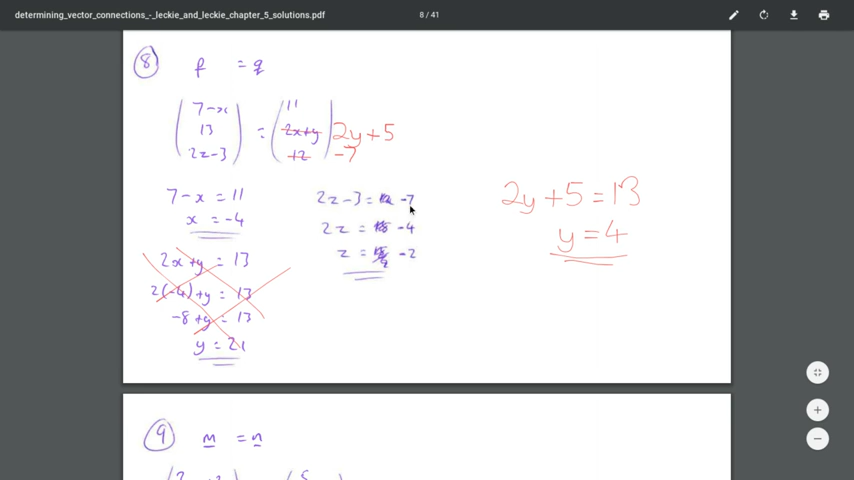 determining_vector_connections_-_leckie_and_leckie_chapter_5_solutions.pdf
8 / 41
8 p = q
7-x 11
13 = 2x+y 2y+5
2z-3 +2 -7
7-x = 11
x = -4
2x+y = 13
2(-4)+y = 13
-8+y = 13
y = 21
2z-3 = -7
2z = -4
z = -2
2y+5=13
y=4
9 m = n